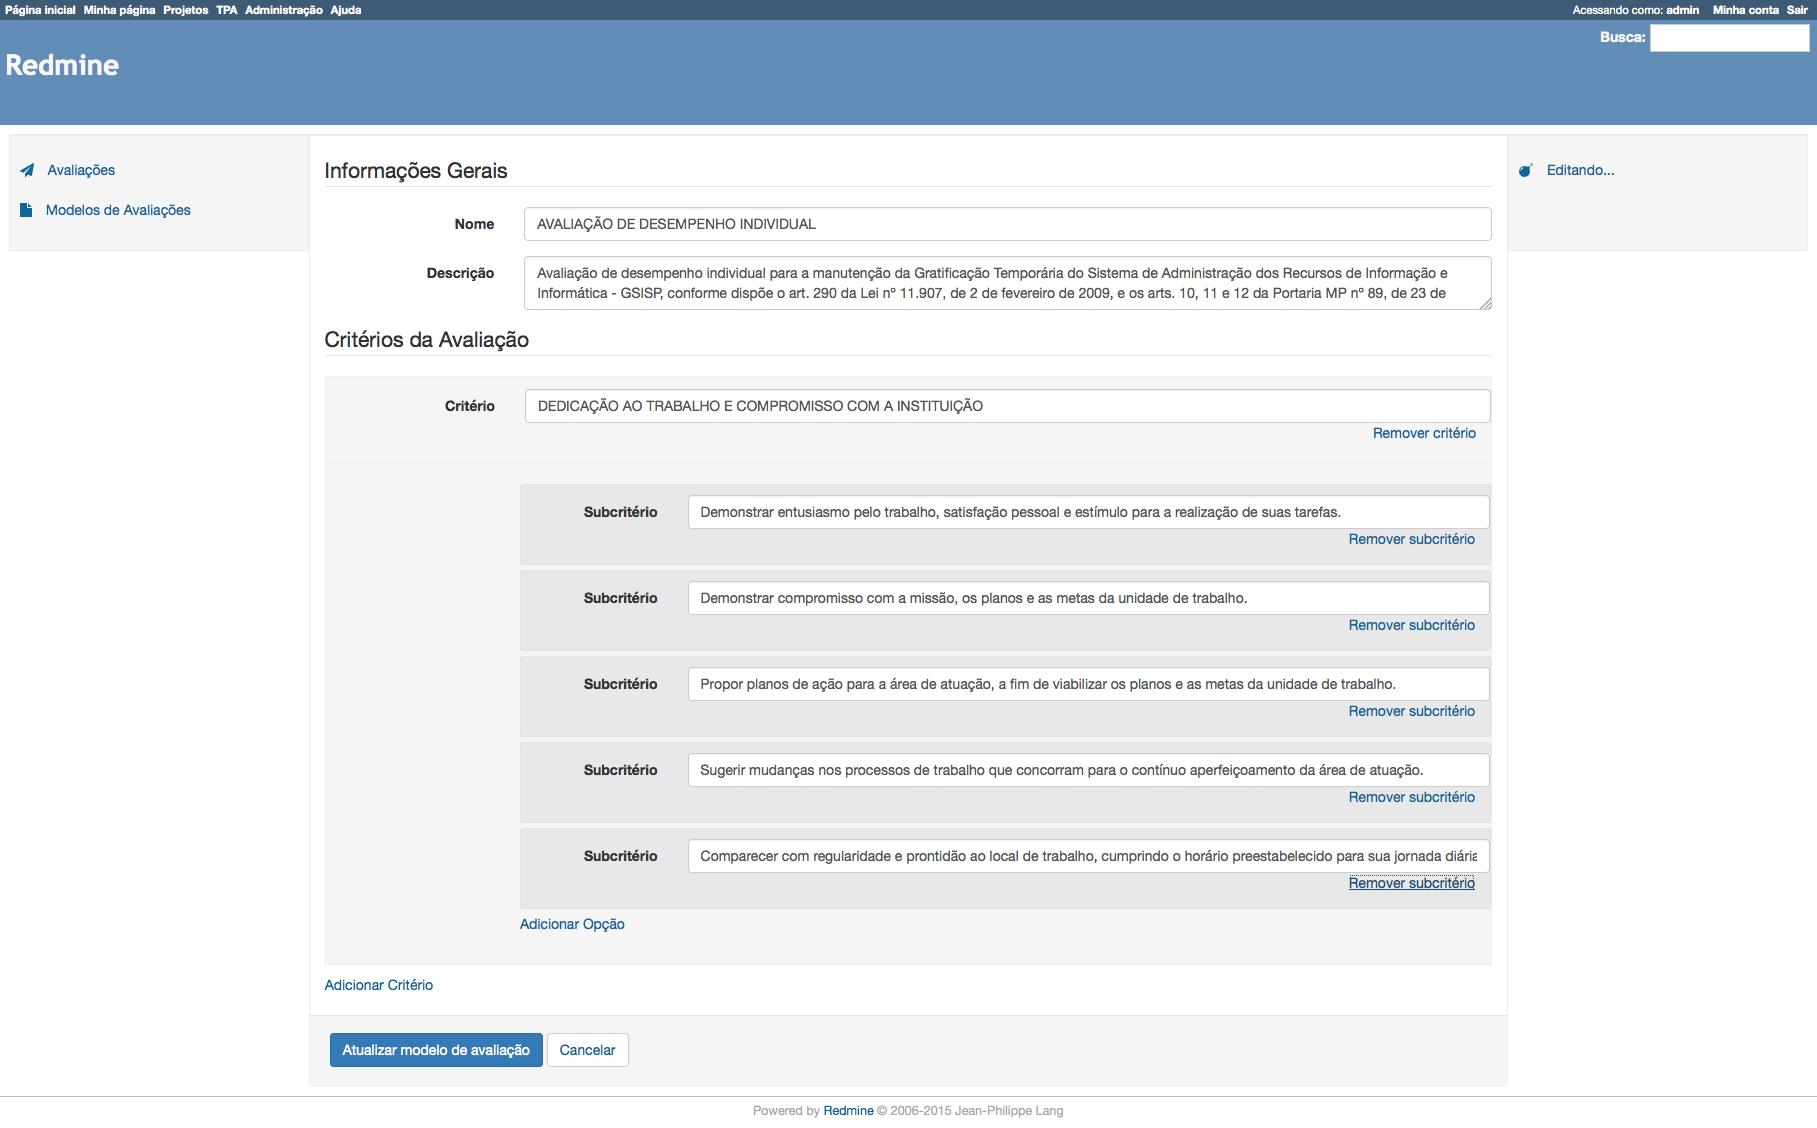 Página inicial Minha página Projetos TPA Administração Ajuda
Acessando como: admin Minha conta Sair
Busca:
Redmine
Avaliações
Modelos de Avaliações
Editando...
Informações Gerais
Nome
AVALIAÇÃO DE DESEMPENHO INDIVIDUAL
Descrição
Avaliação de desempenho individual para a manutenção da Gratificação Temporária do Sistema de Administração dos Recursos de Informação e
Informática - GSISP, conforme dispõe o art. 290 da Lei nº 11.907, de 2 de fevereiro de 2009, e os arts. 10, 11 e 12 da Portaria MP nº 89, de 23 de
Critérios da Avaliação
Critério
DEDICAÇÃO AO TRABALHO E COMPROMISSO COM A INSTITUIÇÃO
Remover critério
Subcritério
Demonstrar entusiasmo pelo trabalho, satisfação pessoal e estímulo para a realização de suas tarefas.
Remover subcritério
Subcritério
Demonstrar compromisso com a missão, os planos e as metas da unidade de trabalho.
Remover subcritério
Subcritério
Propor planos de ação para a área de atuação, a fim de viabilizar os planos e as metas da unidade de trabalho.
Remover subcritério
Subcritério
Sugerir mudanças nos processos de trabalho que concorram para o contínuo aperfeiçoamento da área de atuação.
Remover subcritério
Subcritério
Comparecer com regularidade e prontidão ao local de trabalho, cumprindo o horário preestabelecido para sua jornada diária
Remover subcritério
Adicionar Opção
Adicionar Critério
Atualizar modelo de avaliação
Cancelar
Powered by Redmine © 2006-2015 Jean-Philippe Lang